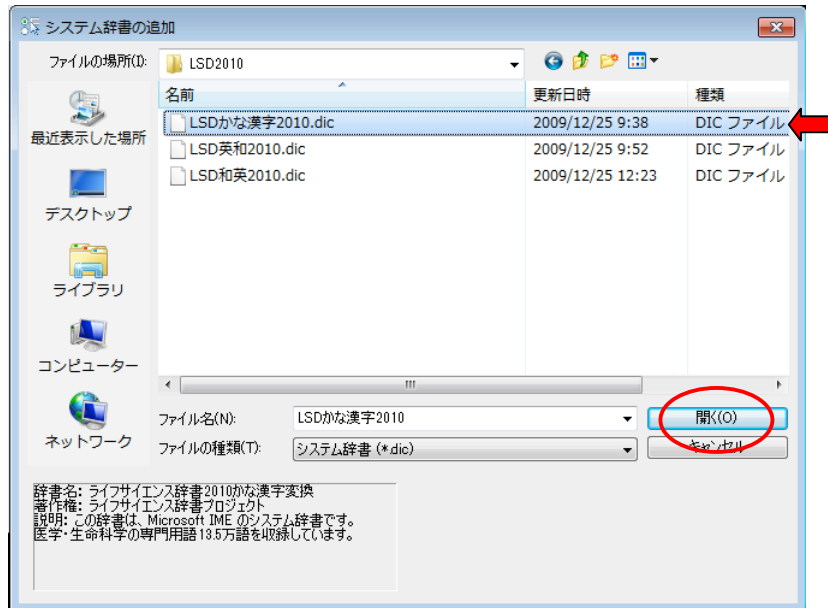 システム辞書の追加
ファイルの場所(I):
LSD2010
名前
更新日時
種類
LSDかな漢字2010.dic 2009/12/25 9:38 DIC ファイル
LSD英和2010.dic 2009/12/25 9:52 DIC ファイル
LSD和英2010.dic 2009/12/25 12:23 DIC ファイル
最近表示した場所
デスクトップ
ライブラリ
コンピューター
ネットワーク
ファイル名(N):
LSDかな漢字2010
開く(O)
ファイルの種類(T):
システム辞書 (*.dic)
キャンセル
辞書名: ライフサイエンス辞書2010かな漢字変換
著作権: ライフサイエンス辞書プロジェクト
説明: この辞書は、Microsoft IME のシステム辞書です。
医学・生命科学の専門用語13.5万語を収録しています。